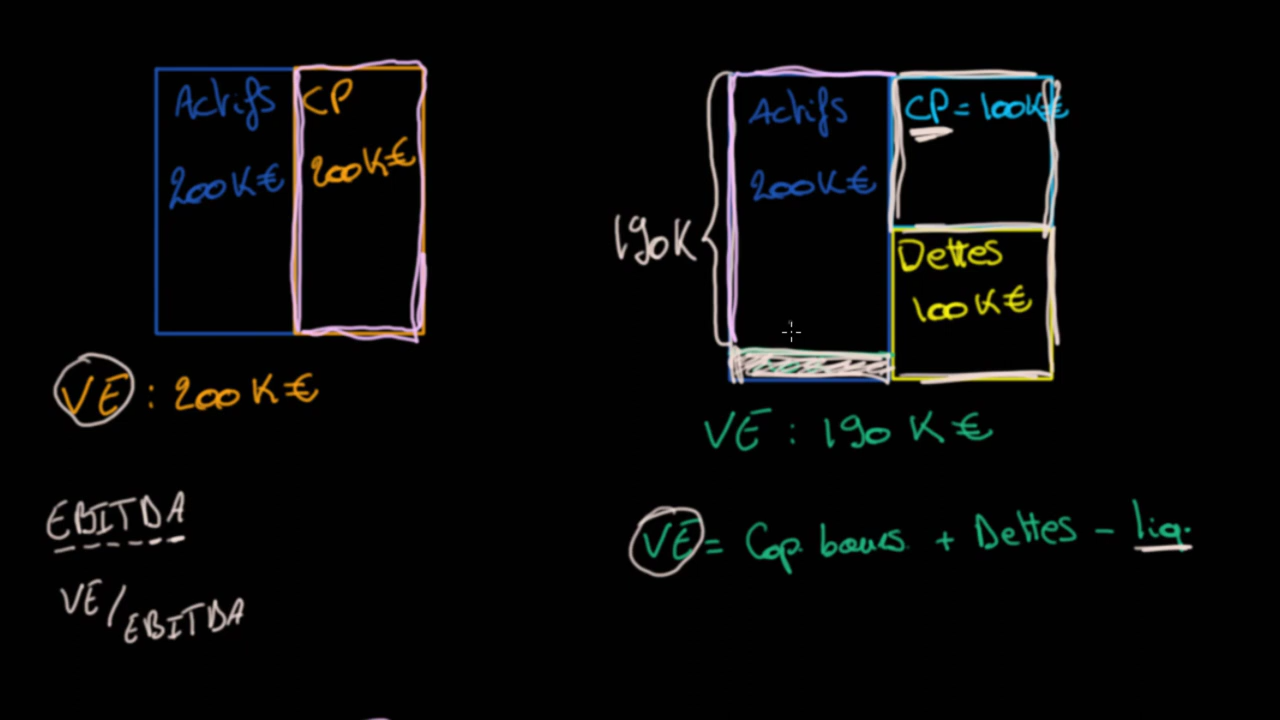 Actifs
200K€
CP
200K€
VE : 200K€
EBITDA
VE/EBITDA
190K
Actifs
200K€
CP = 100K€
Dettes
100K€
VE : 190 K€
VE = Cap. bours. + Dettes - liq.